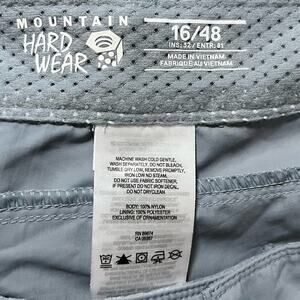 MOUNTAIN
HARD
WEAR
16/48
INS: 32 / ENTR: 81
MADE IN VIETNAM
FABRIQUÉ AU VIETNAM
MACHINE WASH COLD GENTLE,
WASH SEPARATELY, DO NOT BLEACH,
TUMBLE DRY LOW, REMOVE PROMPTLY,
IRON LOW NO STEAM,
DO NOT USE FABRIC SOFTENER,
IF PRESENT DO NOT IRON DECAL,
DO NOT DRYCLEAN
BODY: 100% NYLON
LINING: 100% POLYESTER
EXCLUSIVE OF ORNAMENTATION
RN 89674